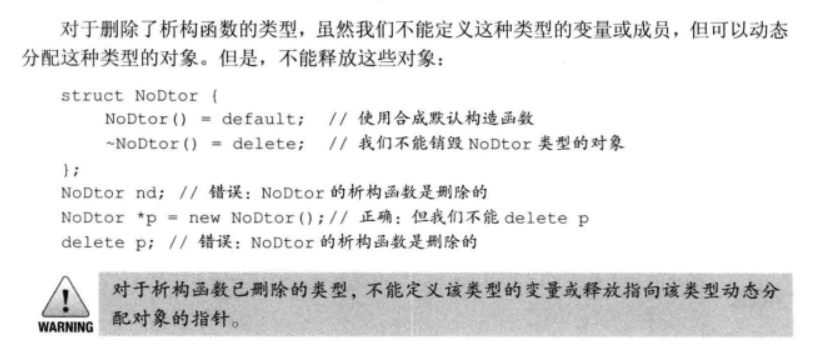 对于删除了析构函数的类型，虽然我们不能定义这种类型的变量或成员，但可以动态
分配这种类型的对象。但是，不能释放这些对象：
struct NoDtor {
    NoDtor() = default;  // 使用合成默认构造函数
    ~NoDtor() = delete;  // 我们不能销毁 NoDtor 类型的对象
};
NoDtor nd; // 错误：NoDtor 的析构函数是删除的
NoDtor *p = new NoDtor();// 正确：但我们不能 delete p
delete p; // 错误：NoDtor 的析构函数是删除的
对于析构函数已删除的类型，不能定义该类型的变量或释放指向该类型动态分
配对象的指针。
WARNING